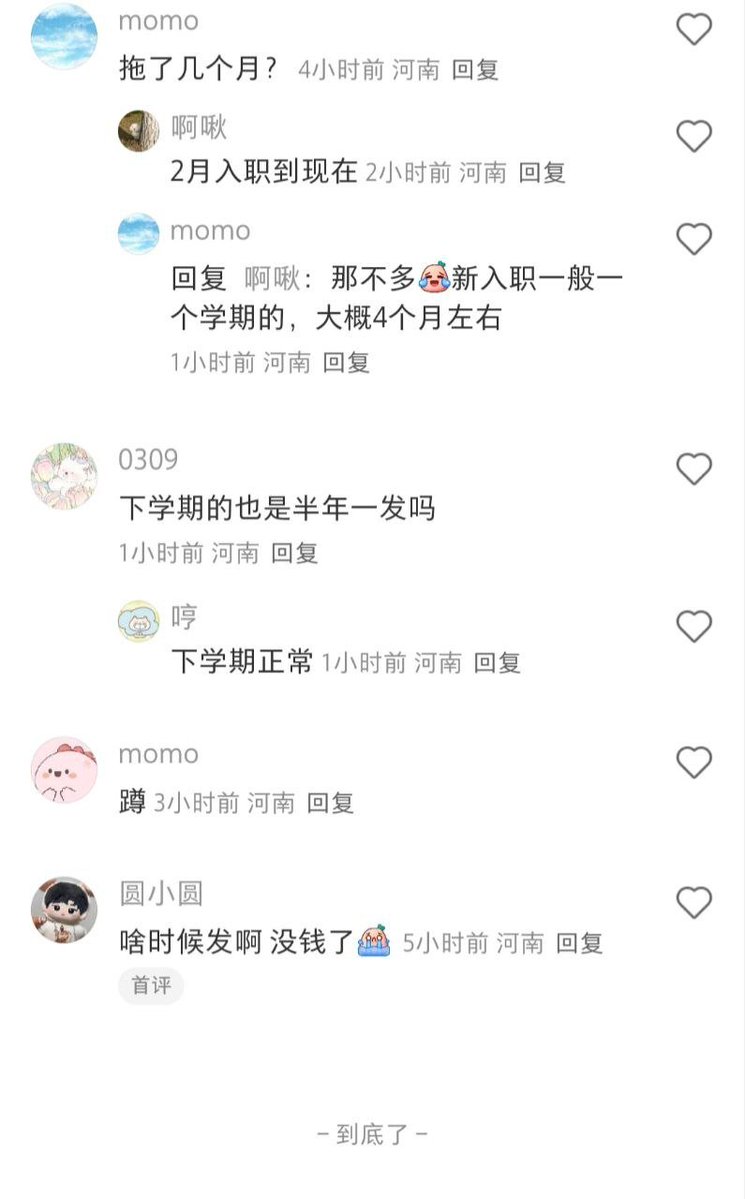 momo
拖了几个月? 4小时前 河南 回复
啊啾
2月入职到现在 2小时前 河南 回复
momo
回复 啊啾：那不多新入职一般一
个学期的，大概4个月左右
1小时前 河南 回复
0309
下学期的也是半年一发吗
1小时前 河南 回复
哼
下学期正常 1小时前 河南 回复
momo
蹲 3小时前 河南 回复
圆小圆
啥时候发啊 没钱了 5小时前 河南 回复
首评
- 到底了 -